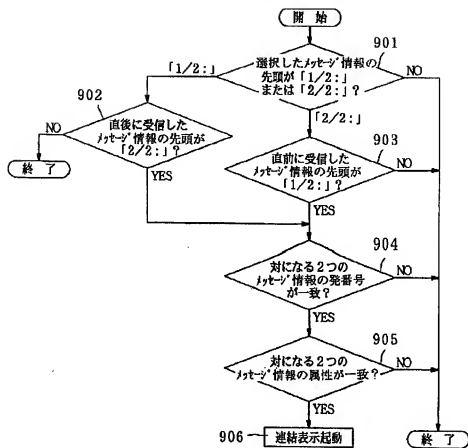 開始
901
選択したメッセージ情報の
先頭が「1/2:」
または「2/2:」?
NO
「1/2:」
「2/2:」
902
直後に受信した
メッセージ情報の先頭が
「2/2:」?
NO
終了
YES
903
直前に受信した
メッセージ情報の先頭が
「1/2:」?
NO
YES
904
対になる2つの
メッセージ情報の発番号
が一致?
NO
YES
905
対になる2つの
メッセージ情報の属性が一致?
NO
YES
906
連結表示起動
終了